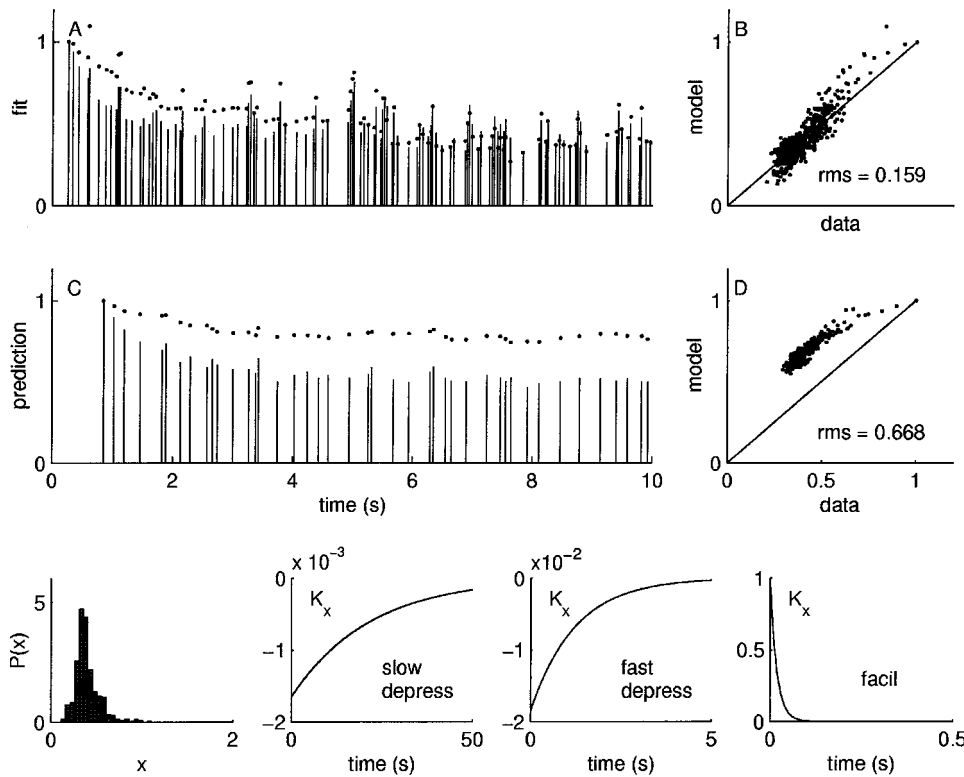 A
1
fit
0
B
1
model
rms = 0.159
0
data
C
1
prediction
0
0
2
4
6
8
10
time (s)
D
1
model
rms = 0.668
0
0
0.5
1
data
5
P(x)
0
0
2
x
x 10⁻³
0
Kₓ
−1
slow
depress
−2
0
50
time (s)
x10⁻²
0
Kₓ
−1
fast
depress
−2
0
5
time (s)
1
Kₓ
0.5
facil
0
0
0.5
time (s)